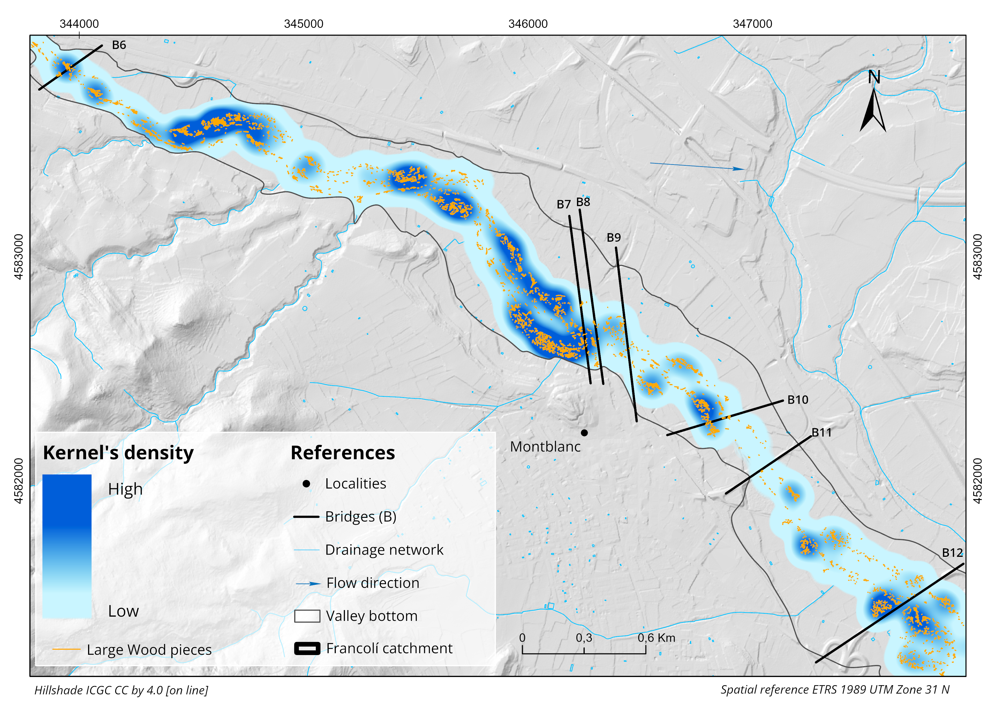 344000 345000 346000 347000
B6
N
B7 B8
B9
4583000 4583000
B10
B11
Montblanc
4582000 4582000
B12
Kernel's density
High
Low
Large Wood pieces
References
Localities
Bridges (B)
Drainage network
Flow direction
Valley bottom
Francolí catchment
0 0,3 0,6 Km
Hillshade ICGC CC by 4.0 [on line]
Spatial reference ETRS 1989 UTM Zone 31 N